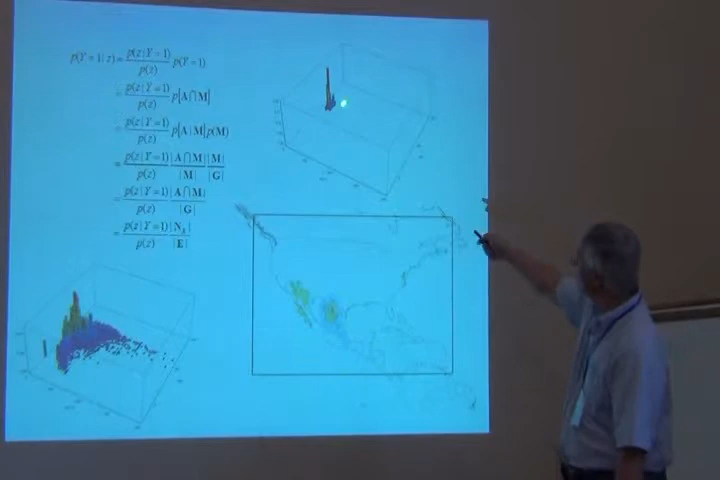 p(Y = 1 | z) = p(z | Y = 1) / p(z) p(Y = 1)
= p(z | Y = 1) / p(z) p[A ⋂ M]
= p(z | Y = 1) / p(z) p[A | M] p(M)
= p(z | Y = 1) / p(z) |A ⋂ M| / |M| |M| / |G|
= p(z | Y = 1) / p(z) |A ⋂ M| / |G|
= p(z | Y = 1) / p(z) |N_A| / |E|